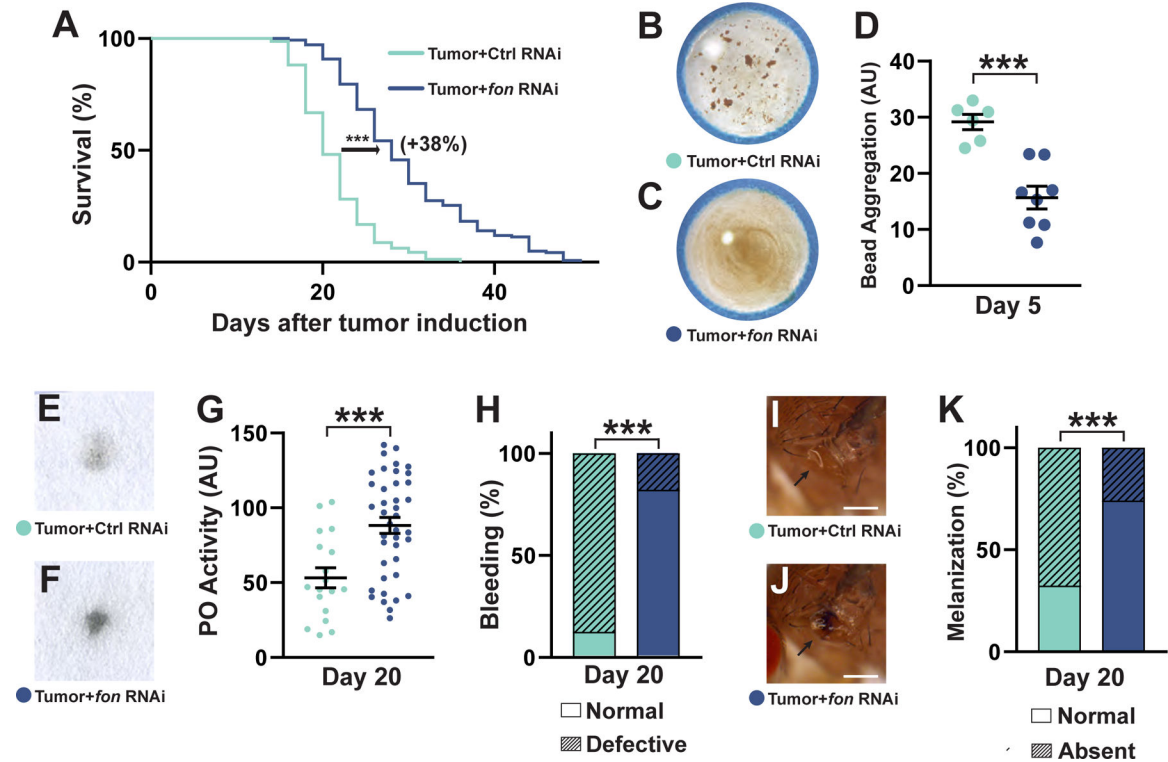 A
Survival (%)
100
50
0
0
20
40
Days after tumor induction
Tumor+Ctrl RNAi
Tumor+fon RNAi
***
(+38%)
B
Tumor+Ctrl RNAi
C
Tumor+fon RNAi
D
Bead Aggregation (AU)
40
30
20
10
0
***
Day 5
E
Tumor+Ctrl RNAi
F
Tumor+fon RNAi
G
PO Activity (AU)
150
100
50
0
***
Day 20
H
Bleeding (%)
100
50
0
***
Day 20
Normal
Defective
I
Tumor+Ctrl RNAi
J
Tumor+fon RNAi
K
Melanization (%)
100
50
0
***
Day 20
Normal
Absent